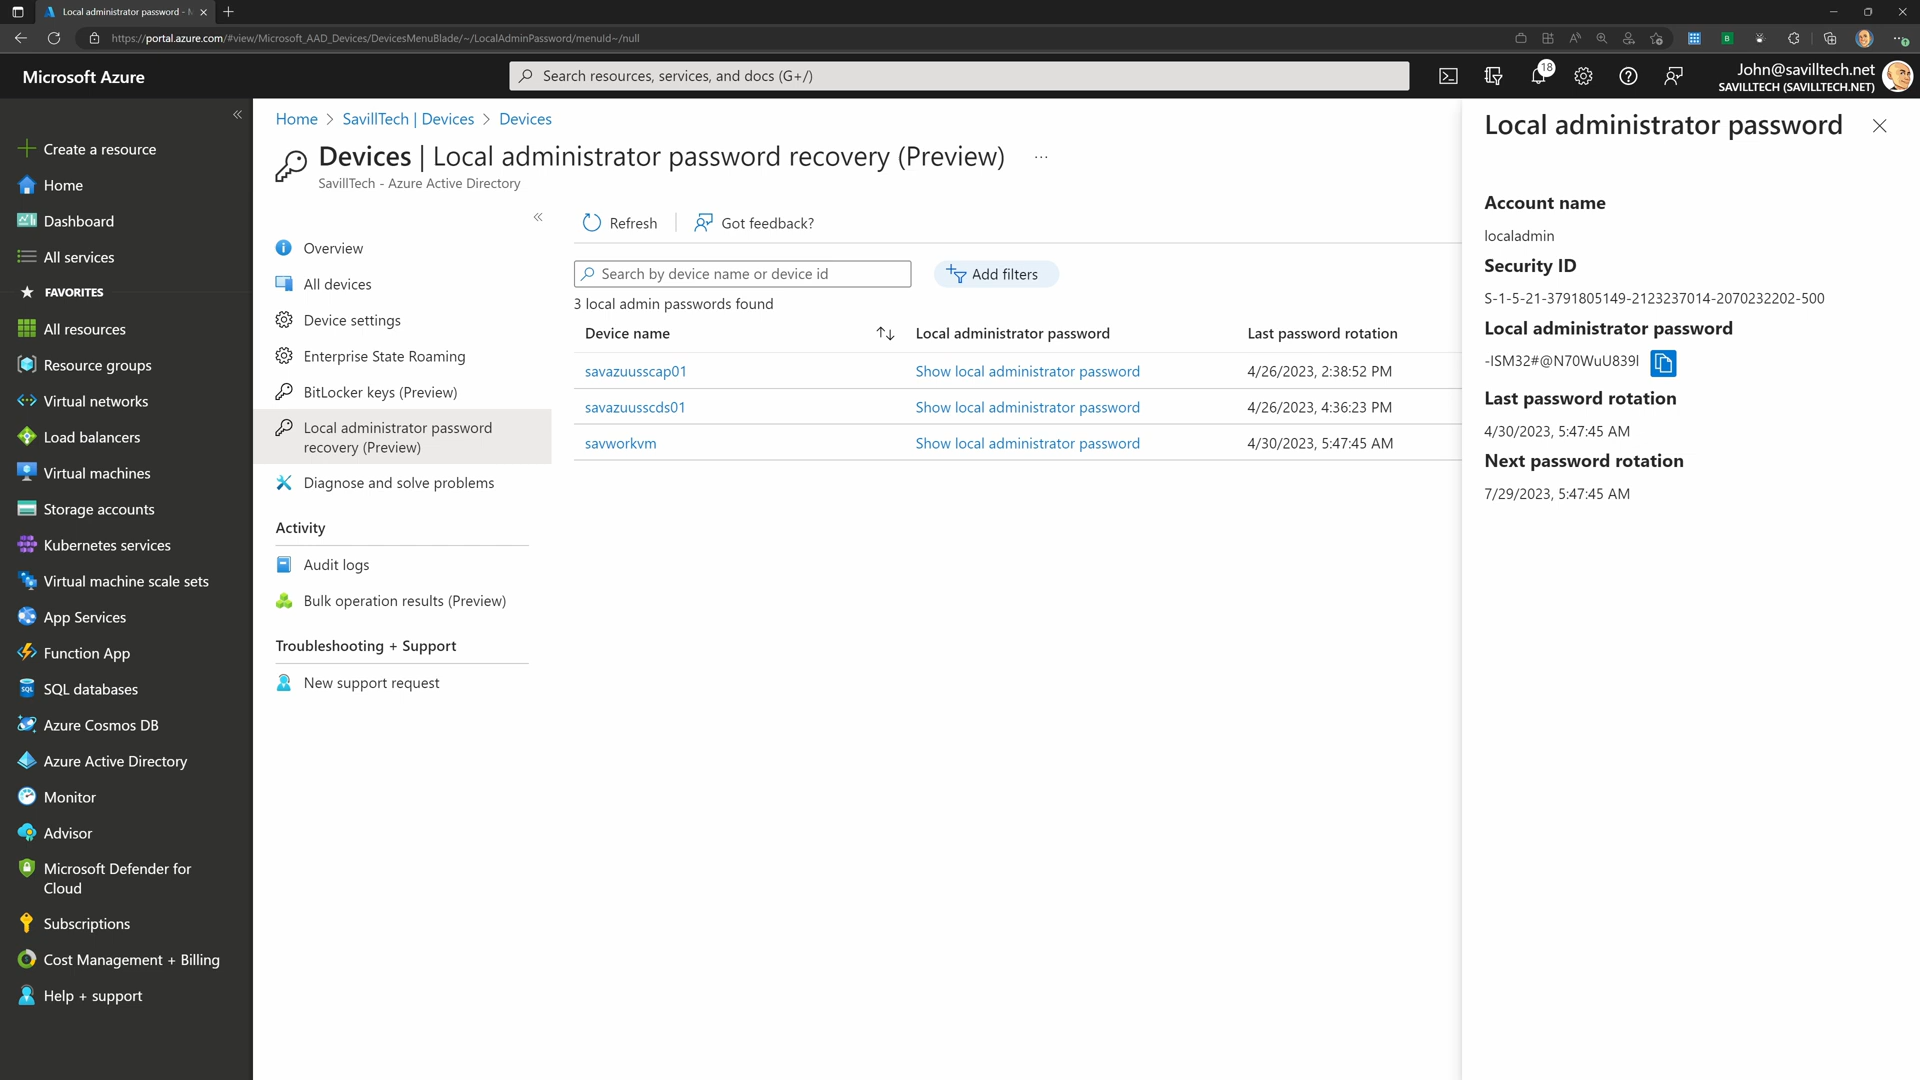 Local administrator password - M
https://portal.azure.com/#view/Microsoft_AAD_Devices/DevicesMenuBlade/~/LocalAdminPassword/menuId~/null
Microsoft Azure
Search resources, services, and docs (G+/)
18
John@savilltech.net
SAVILLTECH (SAVILLTECH.NET)
Create a resource
Home
Dashboard
All services
FAVORITES
All resources
Resource groups
Virtual networks
Load balancers
Virtual machines
Storage accounts
Kubernetes services
Virtual machine scale sets
App Services
Function App
SQL databases
Azure Cosmos DB
Azure Active Directory
Monitor
Advisor
Microsoft Defender for
Cloud
Subscriptions
Cost Management + Billing
Help + support
Home > SavillTech | Devices > Devices
Devices | Local administrator password recovery (Preview) ...
SavillTech - Azure Active Directory
Overview
All devices
Device settings
Enterprise State Roaming
BitLocker keys (Preview)
Local administrator password
recovery (Preview)
Diagnose and solve problems
Activity
Audit logs
Bulk operation results (Preview)
Troubleshooting + Support
New support request
Refresh
Got feedback?
Search by device name or device id
Add filters
3 local admin passwords found
Device name Local administrator password Last password rotation
savazuusscap01 Show local administrator password 4/26/2023, 2:38:52 PM
savazuusscds01 Show local administrator password 4/26/2023, 4:36:23 PM
savworkvm Show local administrator password 4/30/2023, 5:47:45 AM
Local administrator password
Account name
localadmin
Security ID
S-1-5-21-3791805149-2123237014-2070232202-500
Local administrator password
-ISM32#@N70WuU839l
Last password rotation
4/30/2023, 5:47:45 AM
Next password rotation
7/29/2023, 5:47:45 AM